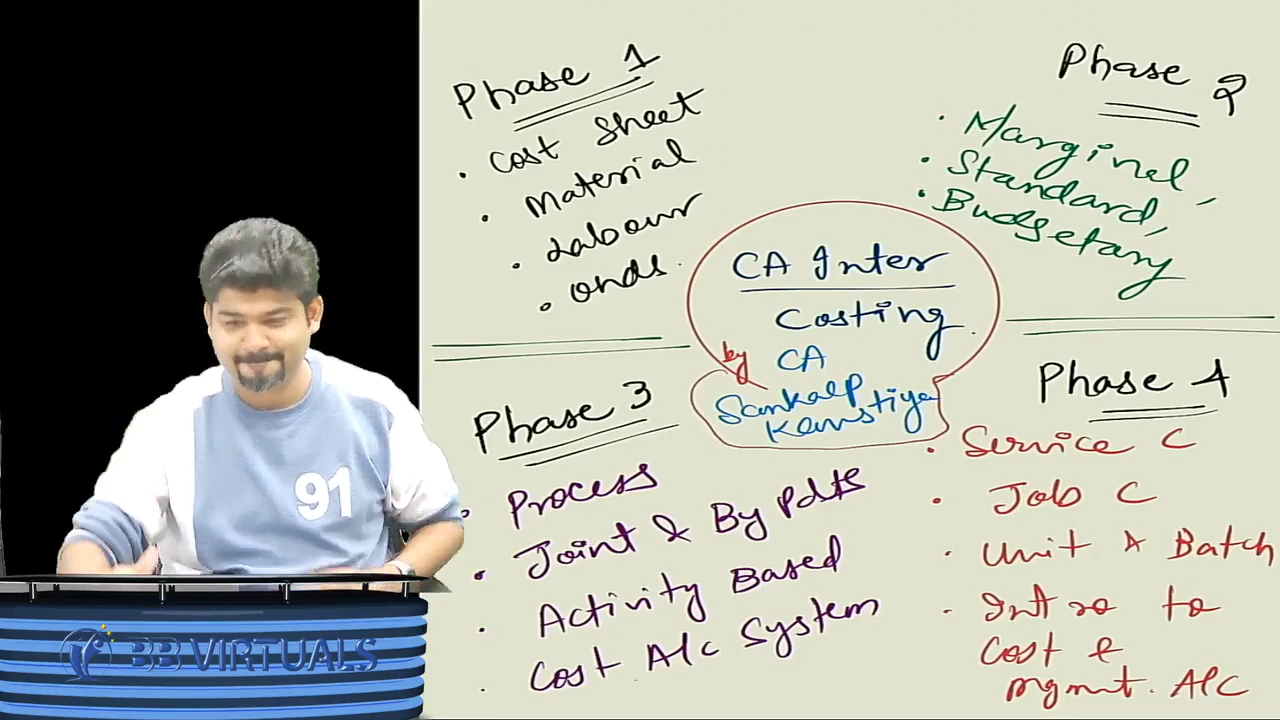 Phase 1
• Cost Sheet
• Material
• Labour
• OHDs.
Phase 2
• Marginal,
• Standard,
• Budgetary
CA Inter
Costing
by CA
Sankalp
Kanstiya
Phase 3
• Process
• Joint & By Pdts
• Activity Based
• Cost A/c System
Phase 4
• Service C
• Job C
• Unit & Batch
• Intro to
Cost &
Mgmt. A/C
91
BB VIRTUALS